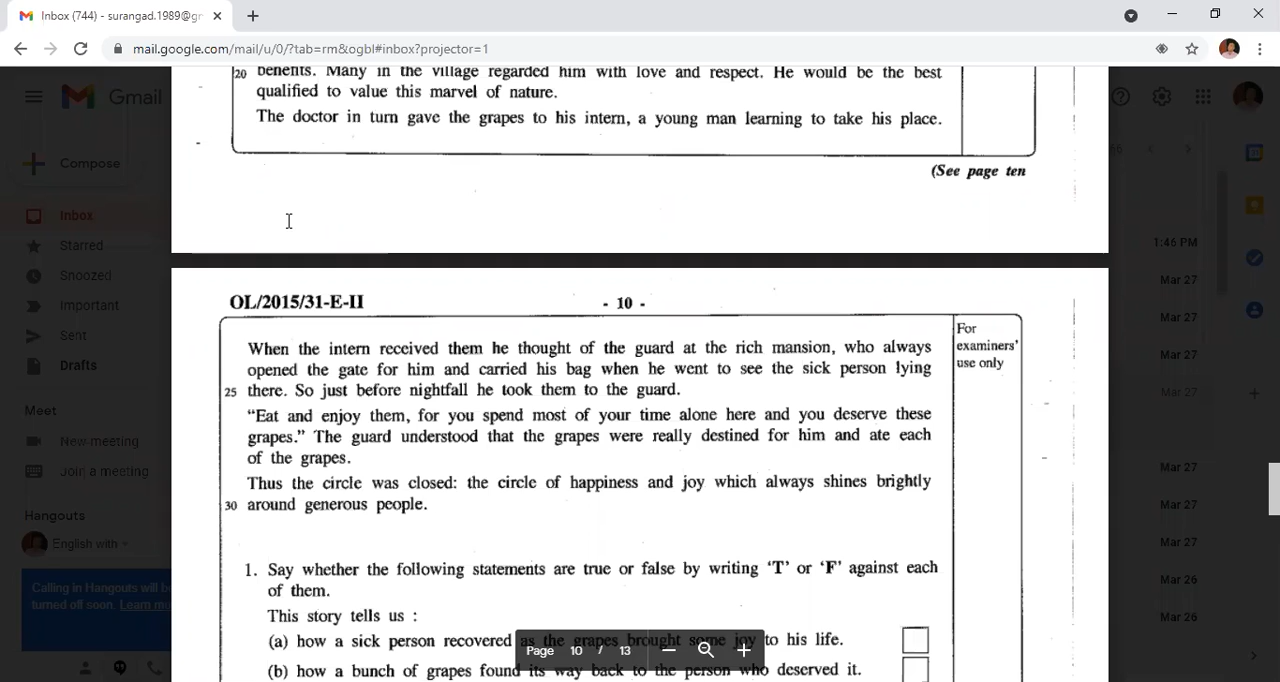 Inbox (744) - surangad.1989@gr
mail.google.com/mail/u/0/?tab=rm&ogbl#inbox?projector=1
Gmail
Compose
Inbox
Starred
Snoozed
Important
Sent
Drafts
Meet
New meeting
Join a meeting
Hangouts
English with
Calling in Hangouts will b
turned off soon. Learn mo
20 benefits. Many in the village regarded him with love and respect. He would be the best
qualified to value this marvel of nature.
The doctor in turn gave the grapes to his intern, a young man learning to take his place.
(See page ten
OL/2015/31-E-II - 10 -
For
examiners'
use only
When the intern received them he thought of the guard at the rich mansion, who always
opened the gate for him and carried his bag when he went to see the sick person lying
25 there. So just before nightfall he took them to the guard.
“Eat and enjoy them, for you spend most of your time alone here and you deserve these
grapes.” The guard understood that the grapes were really destined for him and ate each
of the grapes.
Thus the circle was closed: the circle of happiness and joy which always shines brightly
30 around generous people.
1. Say whether the following statements are true or false by writing ‘T’ or ‘F’ against each
of them.
This story tells us :
(a) how a sick person recovered as the grapes brought some joy to his life.
(b) how a bunch of grapes found its way back to the person who deserved it.
Page 10 / 13
1:46 PM
Mar 27
Mar 27
Mar 27
Mar 27
Mar 27
Mar 27
Mar 27
Mar 26
Mar 26